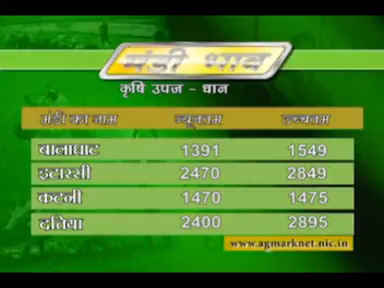 मंडी भाव
कृषि उपज - धान
मंडी का नाम न्यूनतम उच्चतम
बालाघाट 1391 1549
इटारसी 2470 2849
कटनी 1470 1475
दतिया 2400 2895
www.agmarknet.nic.in